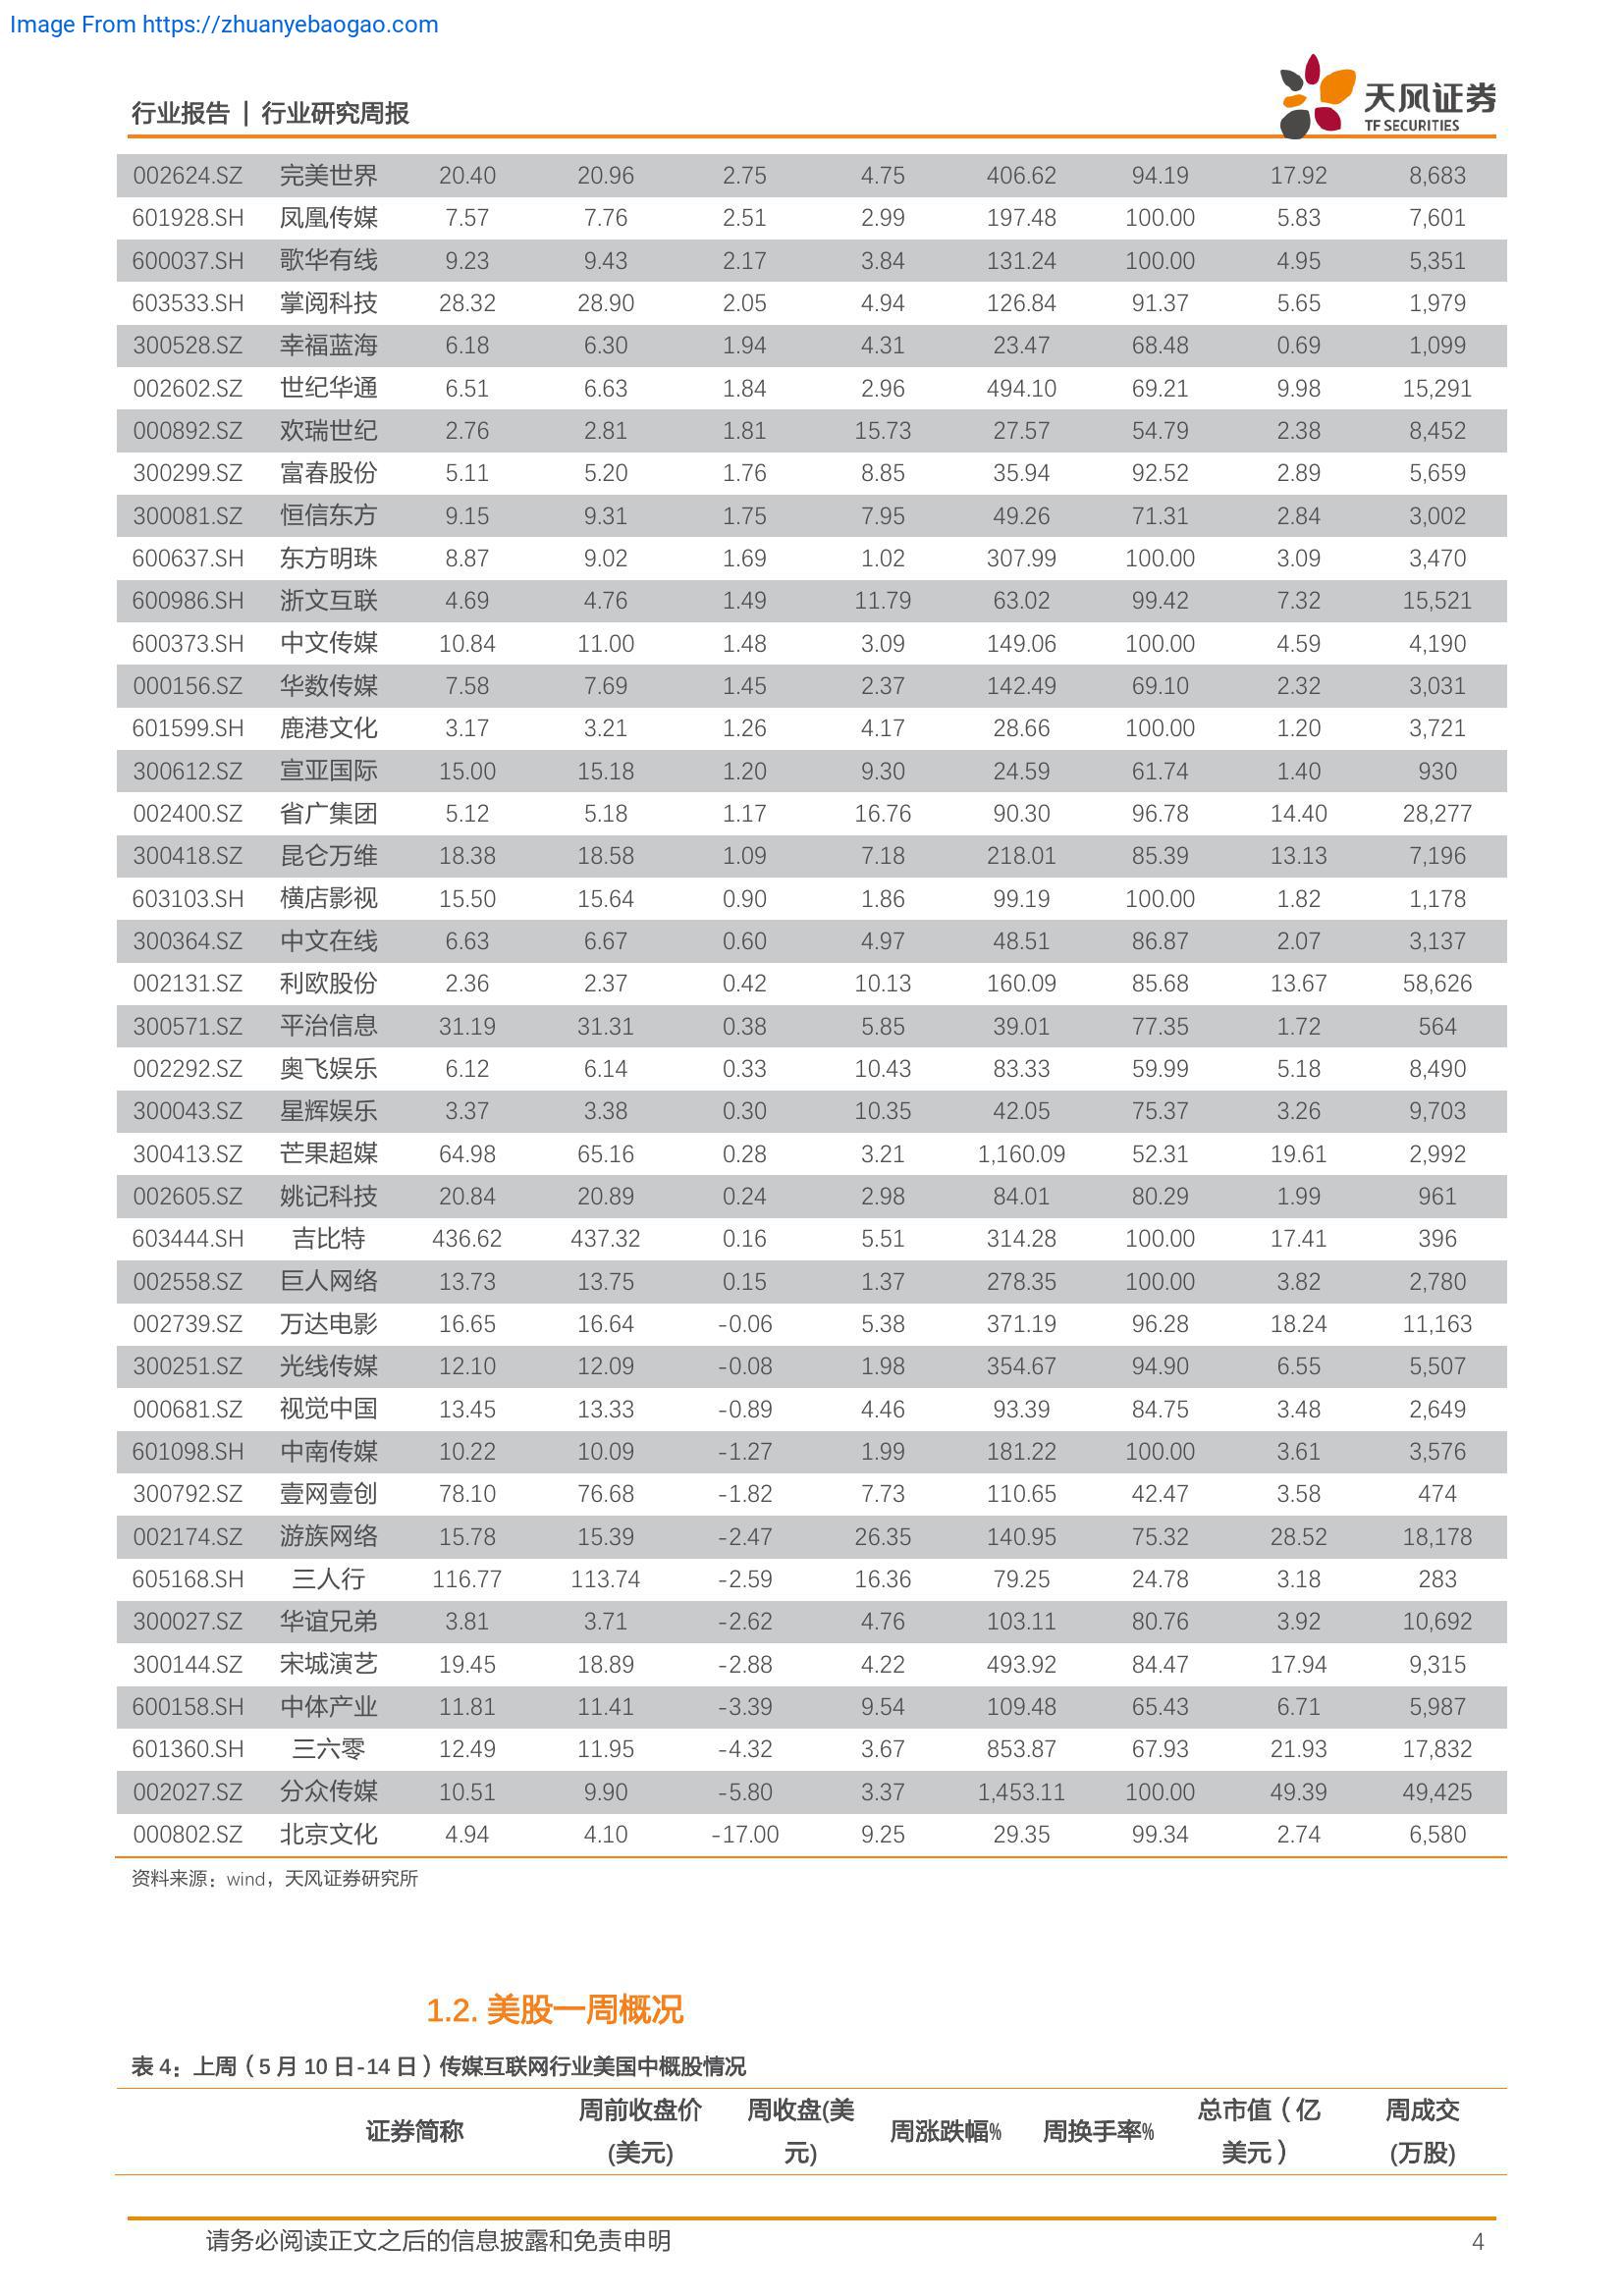 Image From https://zhuanyebaogao.com
行业报告 | 行业研究周报
天风证券
TF SECURITIES
002624.SZ 完美世界 20.40 20.96 2.75 4.75 406.62 94.19 17.92 8,683
601928.SH 凤凰传媒 7.57 7.76 2.51 2.99 197.48 100.00 5.83 7,601
600037.SH 歌华有线 9.23 9.43 2.17 3.84 131.24 100.00 4.95 5,351
603533.SH 掌阅科技 28.32 28.90 2.05 4.94 126.84 91.37 5.65 1,979
300528.SZ 幸福蓝海 6.18 6.30 1.94 4.31 23.47 68.48 0.69 1,099
002602.SZ 世纪华通 6.51 6.63 1.84 2.96 494.10 69.21 9.98 15,291
000892.SZ 欢瑞世纪 2.76 2.81 1.81 15.73 27.57 54.79 2.38 8,452
300299.SZ 富春股份 5.11 5.20 1.76 8.85 35.94 92.52 2.89 5,659
300081.SZ 恒信东方 9.15 9.31 1.75 7.95 49.26 71.31 2.84 3,002
600637.SH 东方明珠 8.87 9.02 1.69 1.02 307.99 100.00 3.09 3,470
600986.SH 浙文互联 4.69 4.76 1.49 11.79 63.02 99.42 7.32 15,521
600373.SH 中文传媒 10.84 11.00 1.48 3.09 149.06 100.00 4.59 4,190
000156.SZ 华数传媒 7.58 7.69 1.45 2.37 142.49 69.10 2.32 3,031
601599.SH 鹿港文化 3.17 3.21 1.26 4.17 28.66 100.00 1.20 3,721
300612.SZ 宣亚国际 15.00 15.18 1.20 9.30 24.59 61.74 1.40 930
002400.SZ 省广集团 5.12 5.18 1.17 16.76 90.30 96.78 14.40 28,277
300418.SZ 昆仑万维 18.38 18.58 1.09 7.18 218.01 85.39 13.13 7,196
603103.SH 横店影视 15.50 15.64 0.90 1.86 99.19 100.00 1.82 1,178
300364.SZ 中文在线 6.63 6.67 0.60 4.97 48.51 86.87 2.07 3,137
002131.SZ 利欧股份 2.36 2.37 0.42 10.13 160.09 85.68 13.67 58,626
300571.SZ 平治信息 31.19 31.31 0.38 5.85 39.01 77.35 1.72 564
002292.SZ 奥飞娱乐 6.12 6.14 0.33 10.43 83.33 59.99 5.18 8,490
300043.SZ 星辉娱乐 3.37 3.38 0.30 10.35 42.05 75.37 3.26 9,703
300413.SZ 芒果超媒 64.98 65.16 0.28 3.21 1,160.09 52.31 19.61 2,992
002605.SZ 姚记科技 20.84 20.89 0.24 2.98 84.01 80.29 1.99 961
603444.SH 吉比特 436.62 437.32 0.16 5.51 314.28 100.00 17.41 396
002558.SZ 巨人网络 13.73 13.75 0.15 1.37 278.35 100.00 3.82 2,780
002739.SZ 万达电影 16.65 16.64 -0.06 5.38 371.19 96.28 18.24 11,163
300251.SZ 光线传媒 12.10 12.09 -0.08 1.98 354.67 94.90 6.55 5,507
000681.SZ 视觉中国 13.45 13.33 -0.89 4.46 93.39 84.75 3.48 2,649
601098.SH 中南传媒 10.22 10.09 -1.27 1.99 181.22 100.00 3.61 3,576
300792.SZ 壹网壹创 78.10 76.68 -1.82 7.73 110.65 42.47 3.58 474
002174.SZ 游族网络 15.78 15.39 -2.47 26.35 140.95 75.32 28.52 18,178
605168.SH 三人行 116.77 113.74 -2.59 16.36 79.25 24.78 3.18 283
300027.SZ 华谊兄弟 3.81 3.71 -2.62 4.76 103.11 80.76 3.92 10,692
300144.SZ 宋城演艺 19.45 18.89 -2.88 4.22 493.92 84.47 17.94 9,315
600158.SH 中体产业 11.81 11.41 -3.39 9.54 109.48 65.43 6.71 5,987
601360.SH 三六零 12.49 11.95 -4.32 3.67 853.87 67.93 21.93 17,832
002027.SZ 分众传媒 10.51 9.90 -5.80 3.37 1,453.11 100.00 49.39 49,425
000802.SZ 北京文化 4.94 4.10 -17.00 9.25 29.35 99.34 2.74 6,580
资料来源：wind，天风证券研究所
1.2. 美股一周概况
表 4：上周（5 月 10 日-14 日）传媒互联网行业美国中概股情况
证券简称 周前收盘价(美元) 周收盘(美元) 周涨跌幅% 周换手率% 总市值（亿美元） 周成交(万股)
请务必阅读正文之后的信息披露和免责申明 4